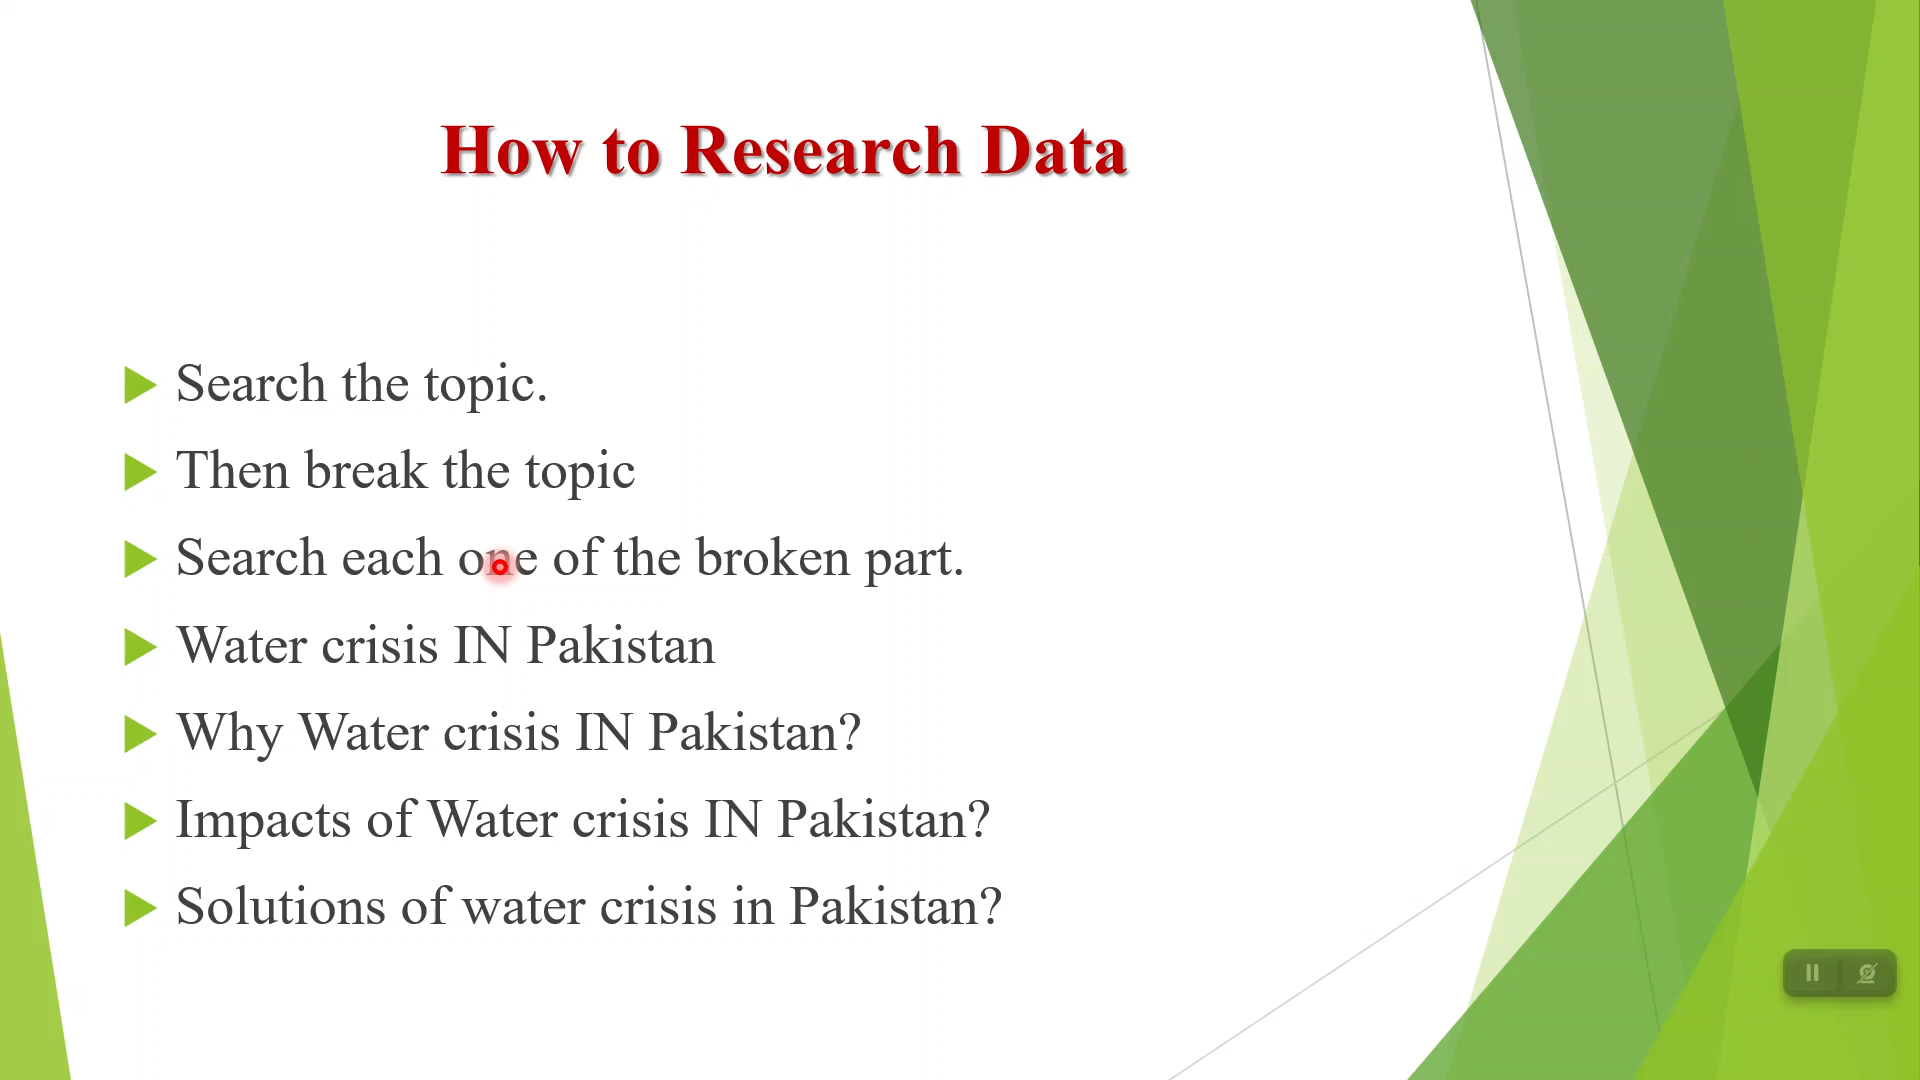 How to Research Data
Search the topic.
Then break the topic
Search each one of the broken part.
Water crisis IN Pakistan
Why Water crisis IN Pakistan?
Impacts of Water crisis IN Pakistan?
Solutions of water crisis in Pakistan?